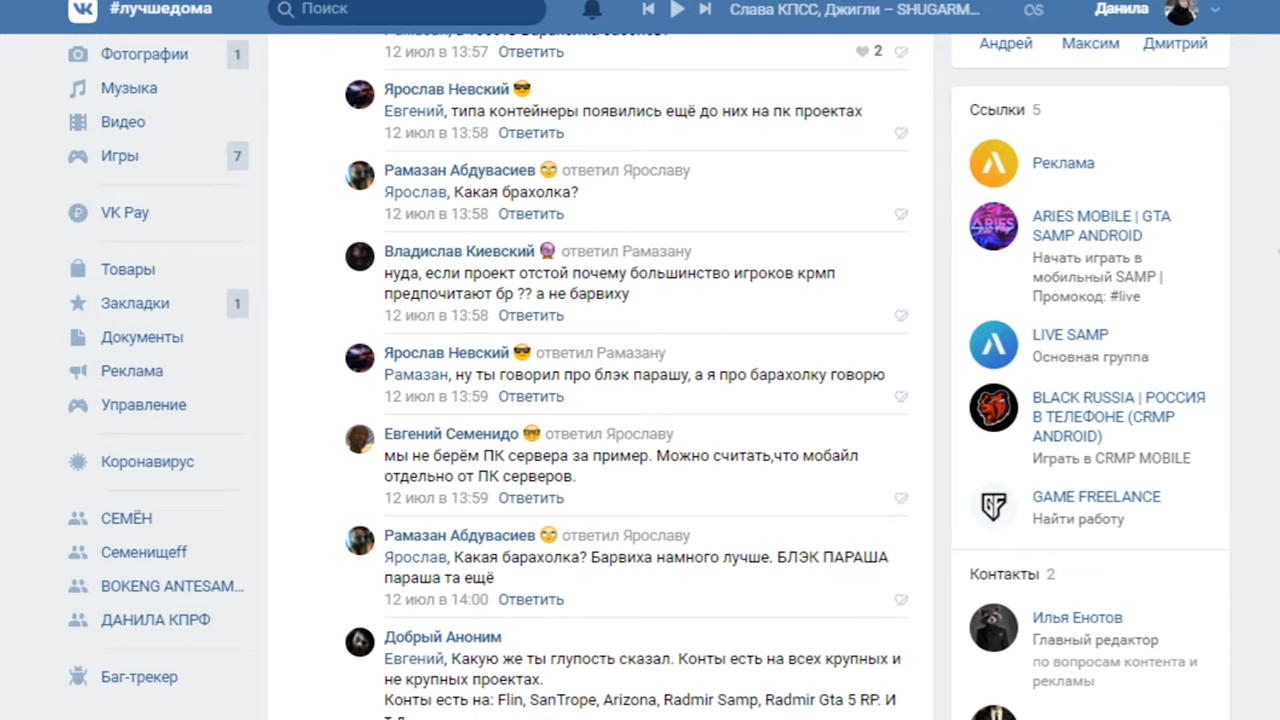 #лучшедома
Поиск
Слава КПСС, Джигли – SHUGARM...
Данила
Фотографии 1
Музыка
Видео
Игры 7
VK Pay
Товары
Закладки 1
Документы
Реклама
Управление
Коронавирус
СЕМЁН
Семенищеff
BOKENG ANTESAM...
ДАНИЛА КПРФ
Баг-трекер
12 июл в 13:57 Ответить 2
Ярослав Невский
Евгений, типа контейнеры появились ещё до них на пк проектах
12 июл в 13:58 Ответить
Рамазан Абдувасиев ответил Ярославу
Ярослав, Какая брахолка?
12 июл в 13:58 Ответить
Владислав Киевский ответил Рамазану
нуда, если проект отстой почему большинство игроков крмп
предпочитают бр ?? а не барвиху
12 июл в 13:58 Ответить
Ярослав Невский ответил Рамазану
Рамазан, ну ты говорил про блэк парашу, а я про барахолку говорю
12 июл в 13:59 Ответить
Евгений Семенидо ответил Ярославу
мы не берём ПК сервера за пример. Можно считать,что мобайл
отдельно от ПК серверов.
12 июл в 13:59 Ответить
Рамазан Абдувасиев ответил Ярославу
Ярослав, Какая барахолка? Барвиха намного лучше. БЛЭК ПАРАША
параша та ещё
12 июл в 14:00 Ответить
Добрый Аноним
Евгений, Какую же ты глупость сказал. Конты есть на всех крупных и
не крупных проектах.
Конты есть на: Flin, SanTrope, Arizona, Radmir Samp, Radmir Gta 5 RP. И
Андрей Максим Дмитрий
Ссылки 5
Реклама
ARIES MOBILE | GTA
SAMP ANDROID
Начать играть в
мобильный SAMP |
Промокод: #live
LIVE SAMP
Основная группа
BLACK RUSSIA | РОССИЯ
В ТЕЛЕФОНЕ (CRMP
ANDROID)
Играть в CRMP MOBILE
GAME FREELANCE
Найти работу
Контакты 2
Илья Енотов
Главный редактор
по вопросам контента и
рекламы